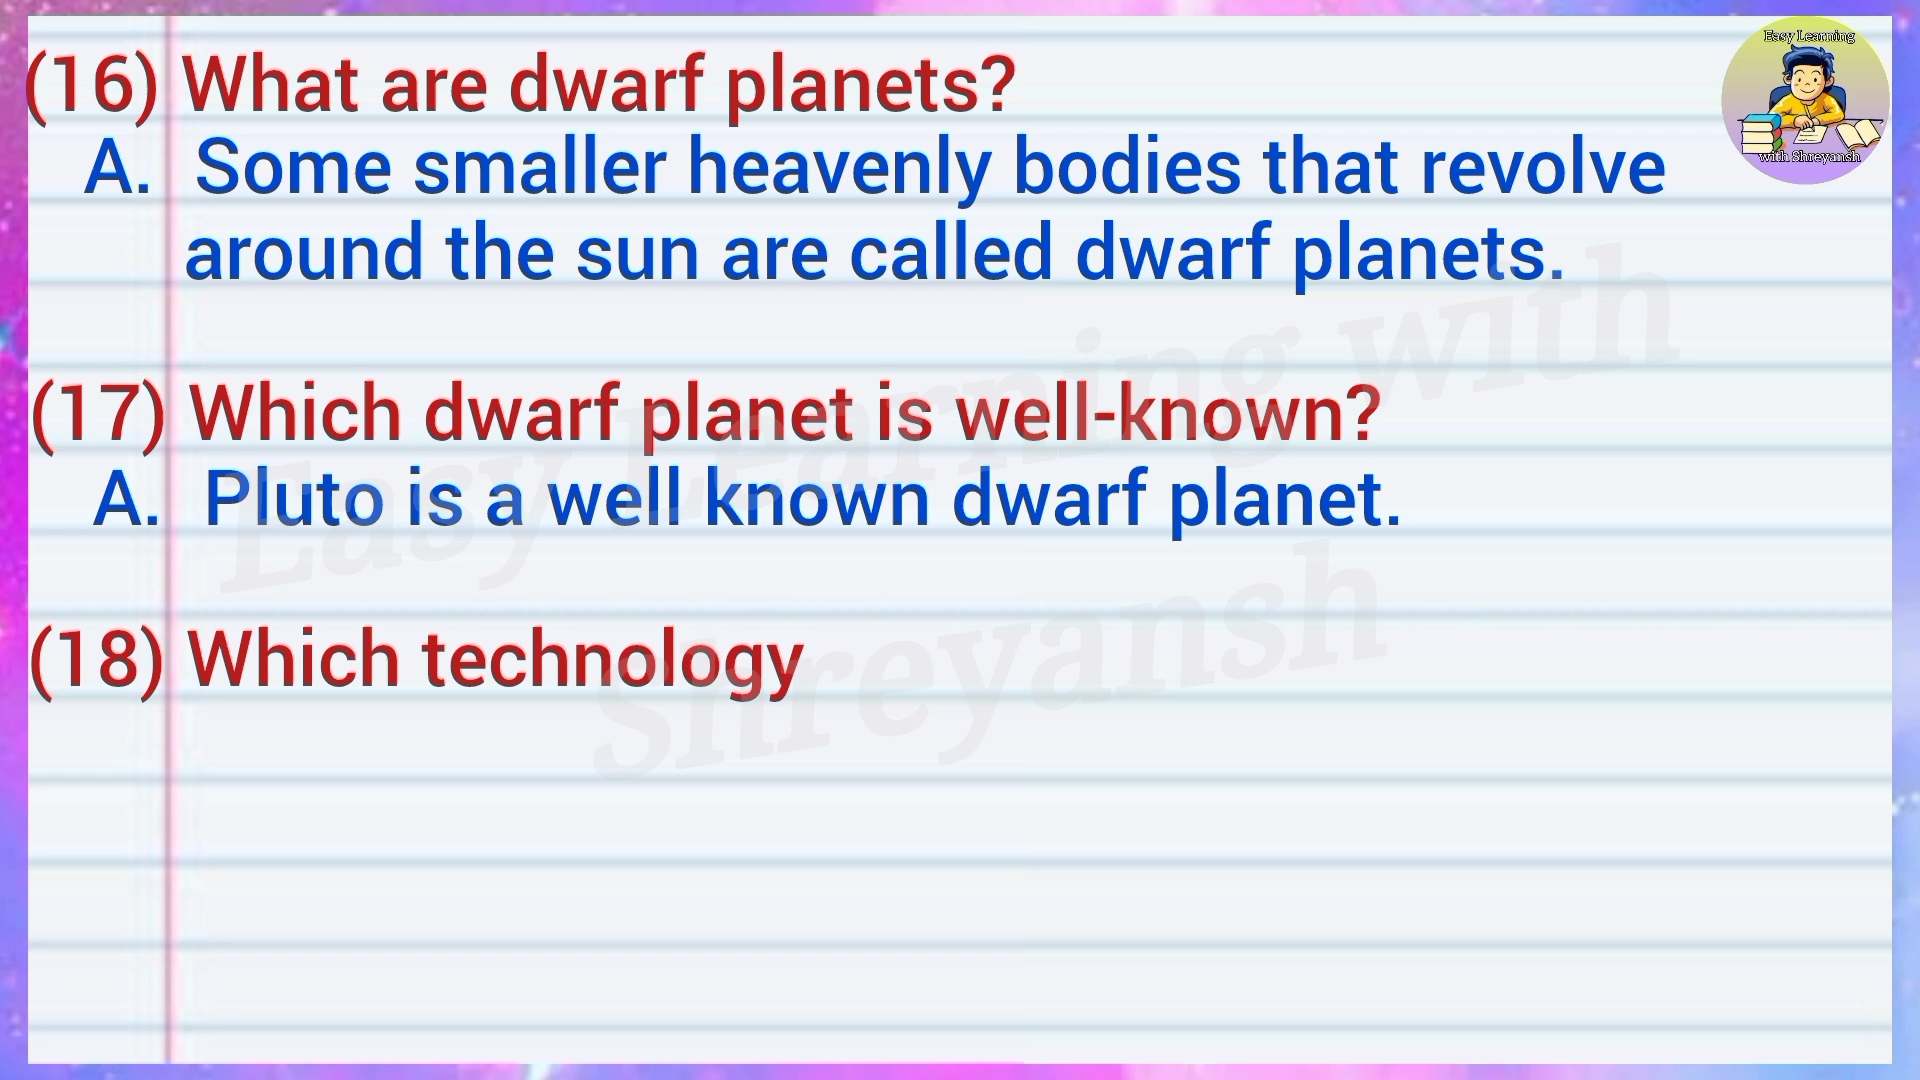 (16) What are dwarf planets?
A. Some smaller heavenly bodies that revolve
around the sun are called dwarf planets.
(17) Which dwarf planet is well-known?
A. Pluto is a well known dwarf planet.
(18) Which technology
Easy Learning
with Shreyansh
Easy Learning with
Shreyansh